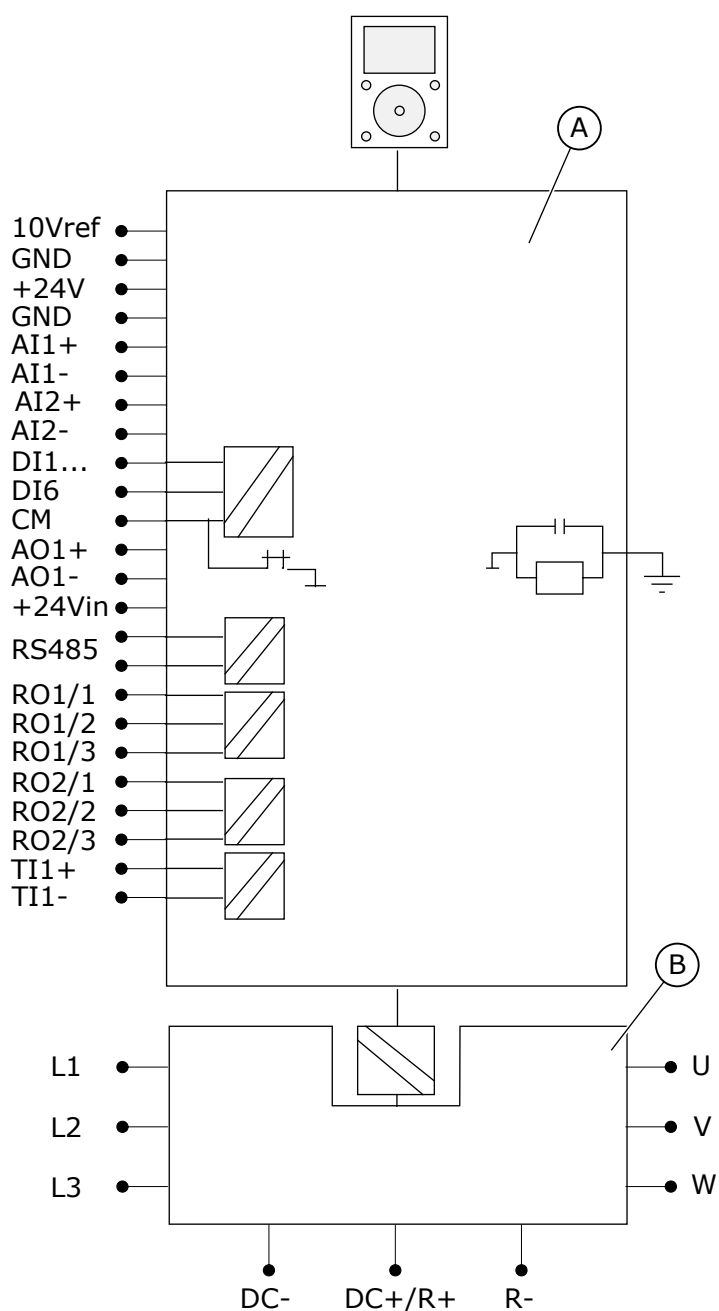 A
10Vref
GND
+24V
GND
AI1+
AI1-
AI2+
AI2-
DI1...
DI6
CM
AO1+
AO1-
+24Vin
RS485
RO1/1
RO1/2
RO1/3
RO2/1
RO2/2
RO2/3
TI1+
TI1-
B
L1
U
L2
V
L3
W
DC-
DC+/R+
R-